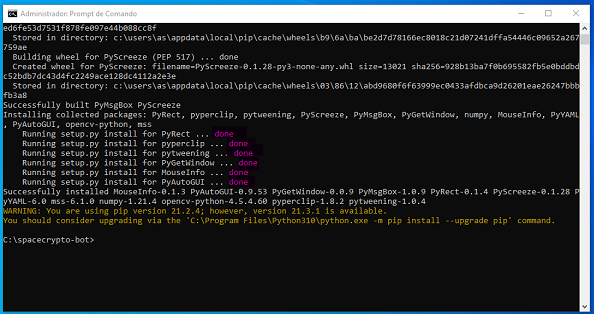 Administrador: Prompt de Comando
ed6fe53d7531f878fe097e44b088cc8f
  Stored in directory: c:\users\as\appdata\local\pip\cache\wheels\b9\6a\ba\be2d7d78166ec8018c21d07241dffa54446c09652a267
759ae
  Building wheel for PyScreeze (PEP 517) ... done
  Created wheel for PyScreeze: filename=PyScreeze-0.1.28-py3-none-any.whl size=13021 sha256=928b13ba7f0b695582fb5e0bddbd
c52bdb7dc43d4fc2249ace128dc4112a2e3e
  Stored in directory: c:\users\as\appdata\local\pip\cache\wheels\03\86\12\abd9680f6f63999ec0433afdbca9d26201eae26247bbb
fb3a8
Successfully built PyMsgBox PyScreeze
Installing collected packages: PyRect, pyperclip, pytweening, PyScreeze, PyMsgBox, PyGetWindow, numpy, MouseInfo, PyYAML
, PyAutoGUI, opencv-python, mss
    Running setup.py install for PyRect ... done
    Running setup.py install for pyperclip ... done
    Running setup.py install for pytweening ... done
    Running setup.py install for PyGetWindow ... done
    Running setup.py install for MouseInfo ... done
    Running setup.py install for PyAutoGUI ... done
Successfully installed MouseInfo-0.1.3 PyAutoGUI-0.9.53 PyGetWindow-0.0.9 PyMsgBox-1.0.9 PyRect-0.1.4 PyScreeze-0.1.28 P
yYAML-6.0 mss-6.1.0 numpy-1.21.4 opencv-python-4.5.4.60 pyperclip-1.8.2 pytweening-1.0.4
WARNING: You are using pip version 21.2.4; however, version 21.3.1 is available.
You should consider upgrading via the 'C:\Program Files\Python310\python.exe -m pip install --upgrade pip' command.
C:\spacecrypto-bot>